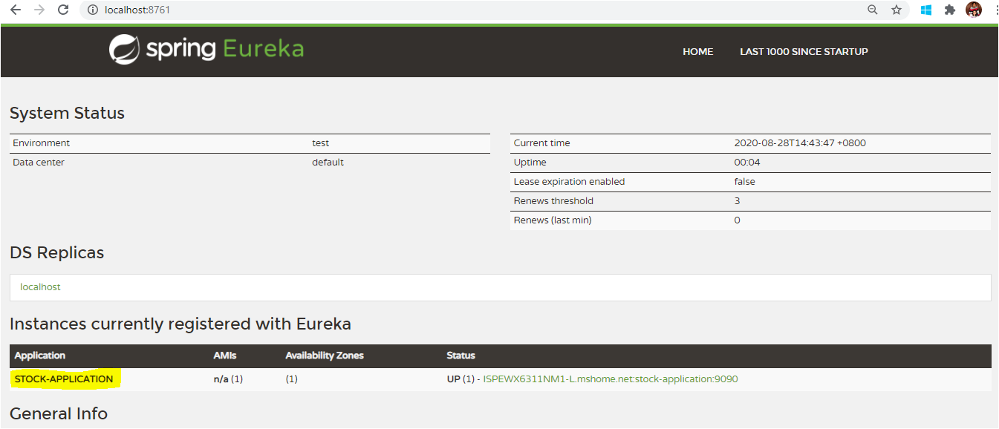 localhost:8761
spring Eureka
HOME LAST 1000 SINCE STARTUP
System Status
Environment test
Data center default
Current time 2020-08-28T14:43:47 +0800
Uptime 00:04
Lease expiration enabled false
Renews threshold 3
Renews (last min) 0
DS Replicas
localhost
Instances currently registered with Eureka
Application AMIs Availability Zones Status
STOCK-APPLICATION n/a (1) (1) UP (1) - ISPEWX6311NM1-L.mshome.net:stock-application:9090
General Info